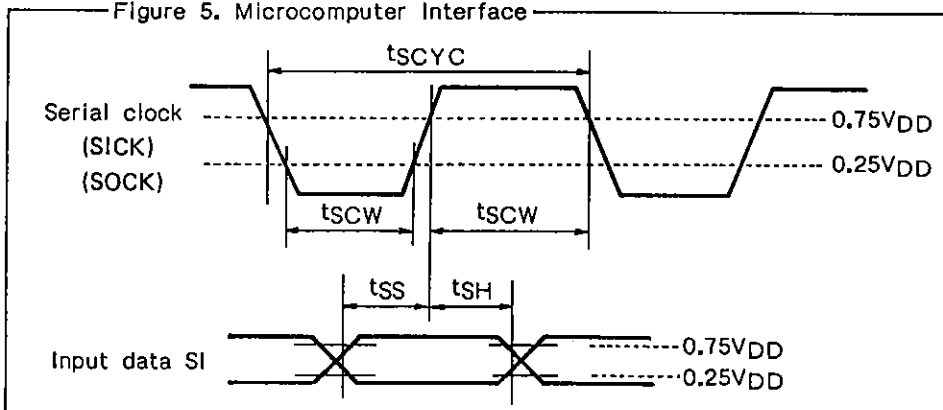 Figure 5. Microcomputer Interface
tSCYC
Serial clock
(SICK)
(SOCK)
0.75VDD
0.25VDD
tSCW
tSCW
tSS
tSH
Input data SI
0.75VDD
0.25VDD